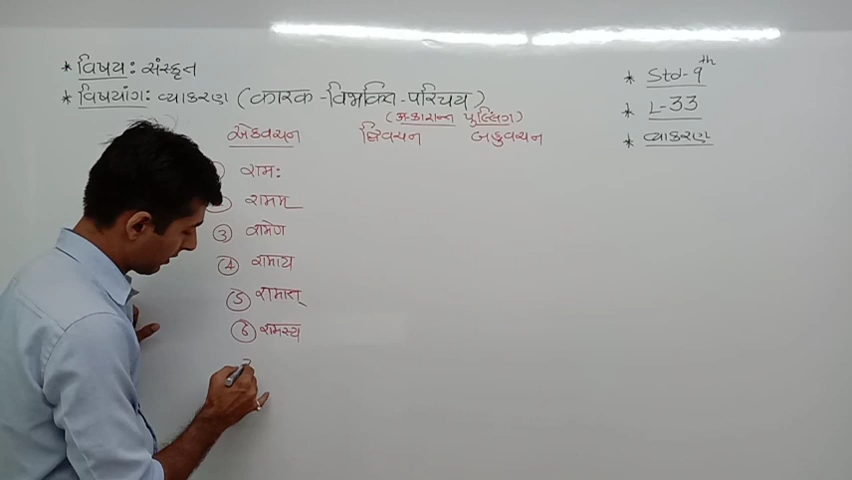 * વિષય: સંસ્કૃત
* વિષયાંગ: વ્યાકરણ (કારક-વિભક્તિ-પરિચય)
(અકારાન્ત પુલ્લિંગ)
એકવચન દ્વિવચન બહુવચન
રામ:
રામમ્
③ રામેણ
④ રામાય
⑤ રામાત્
⑥ રામસ્ય
* Std-9th
* L-33
* વ્યાકરણ